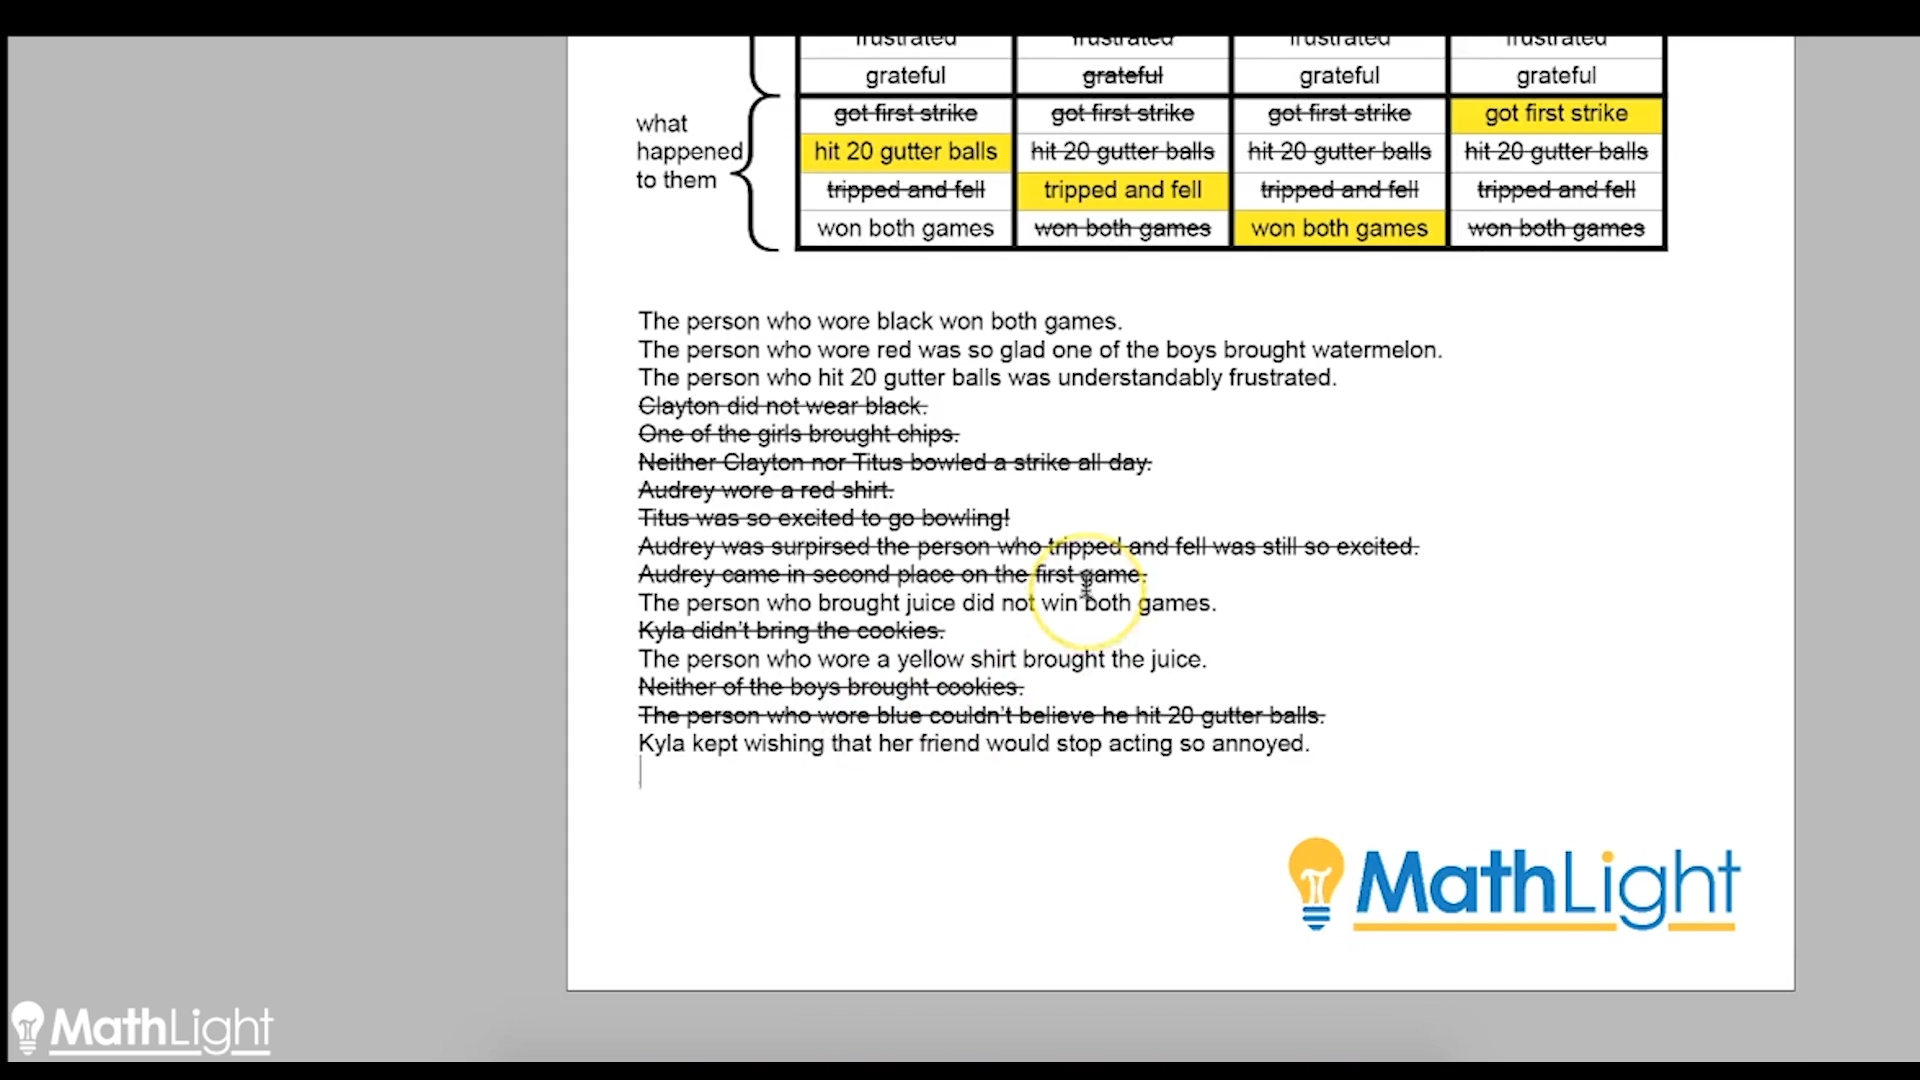 frustrated frustrated frustrated frustrated
grateful grateful grateful grateful
what happened to them
got first strike got first strike got first strike got first strike
hit 20 gutter balls hit 20 gutter balls hit 20 gutter balls hit 20 gutter balls
tripped and fell tripped and fell tripped and fell tripped and fell
won both games won both games won both games won both games
The person who wore black won both games.
The person who wore red was so glad one of the boys brought watermelon.
The person who hit 20 gutter balls was understandably frustrated.
Clayton did not wear black.
One of the girls brought chips.
Neither Clayton nor Titus bowled a strike all day.
Audrey wore a red shirt.
Titus was so excited to go bowling!
Audrey was surpirsed the person who tripped and fell was still so excited.
Audrey came in second place on the first game.
The person who brought juice did not win both games.
Kyla didn't bring the cookies.
The person who wore a yellow shirt brought the juice.
Neither of the boys brought cookies.
The person who wore blue couldn't believe he hit 20 gutter balls.
Kyla kept wishing that her friend would stop acting so annoyed.
MathLight
MathLight